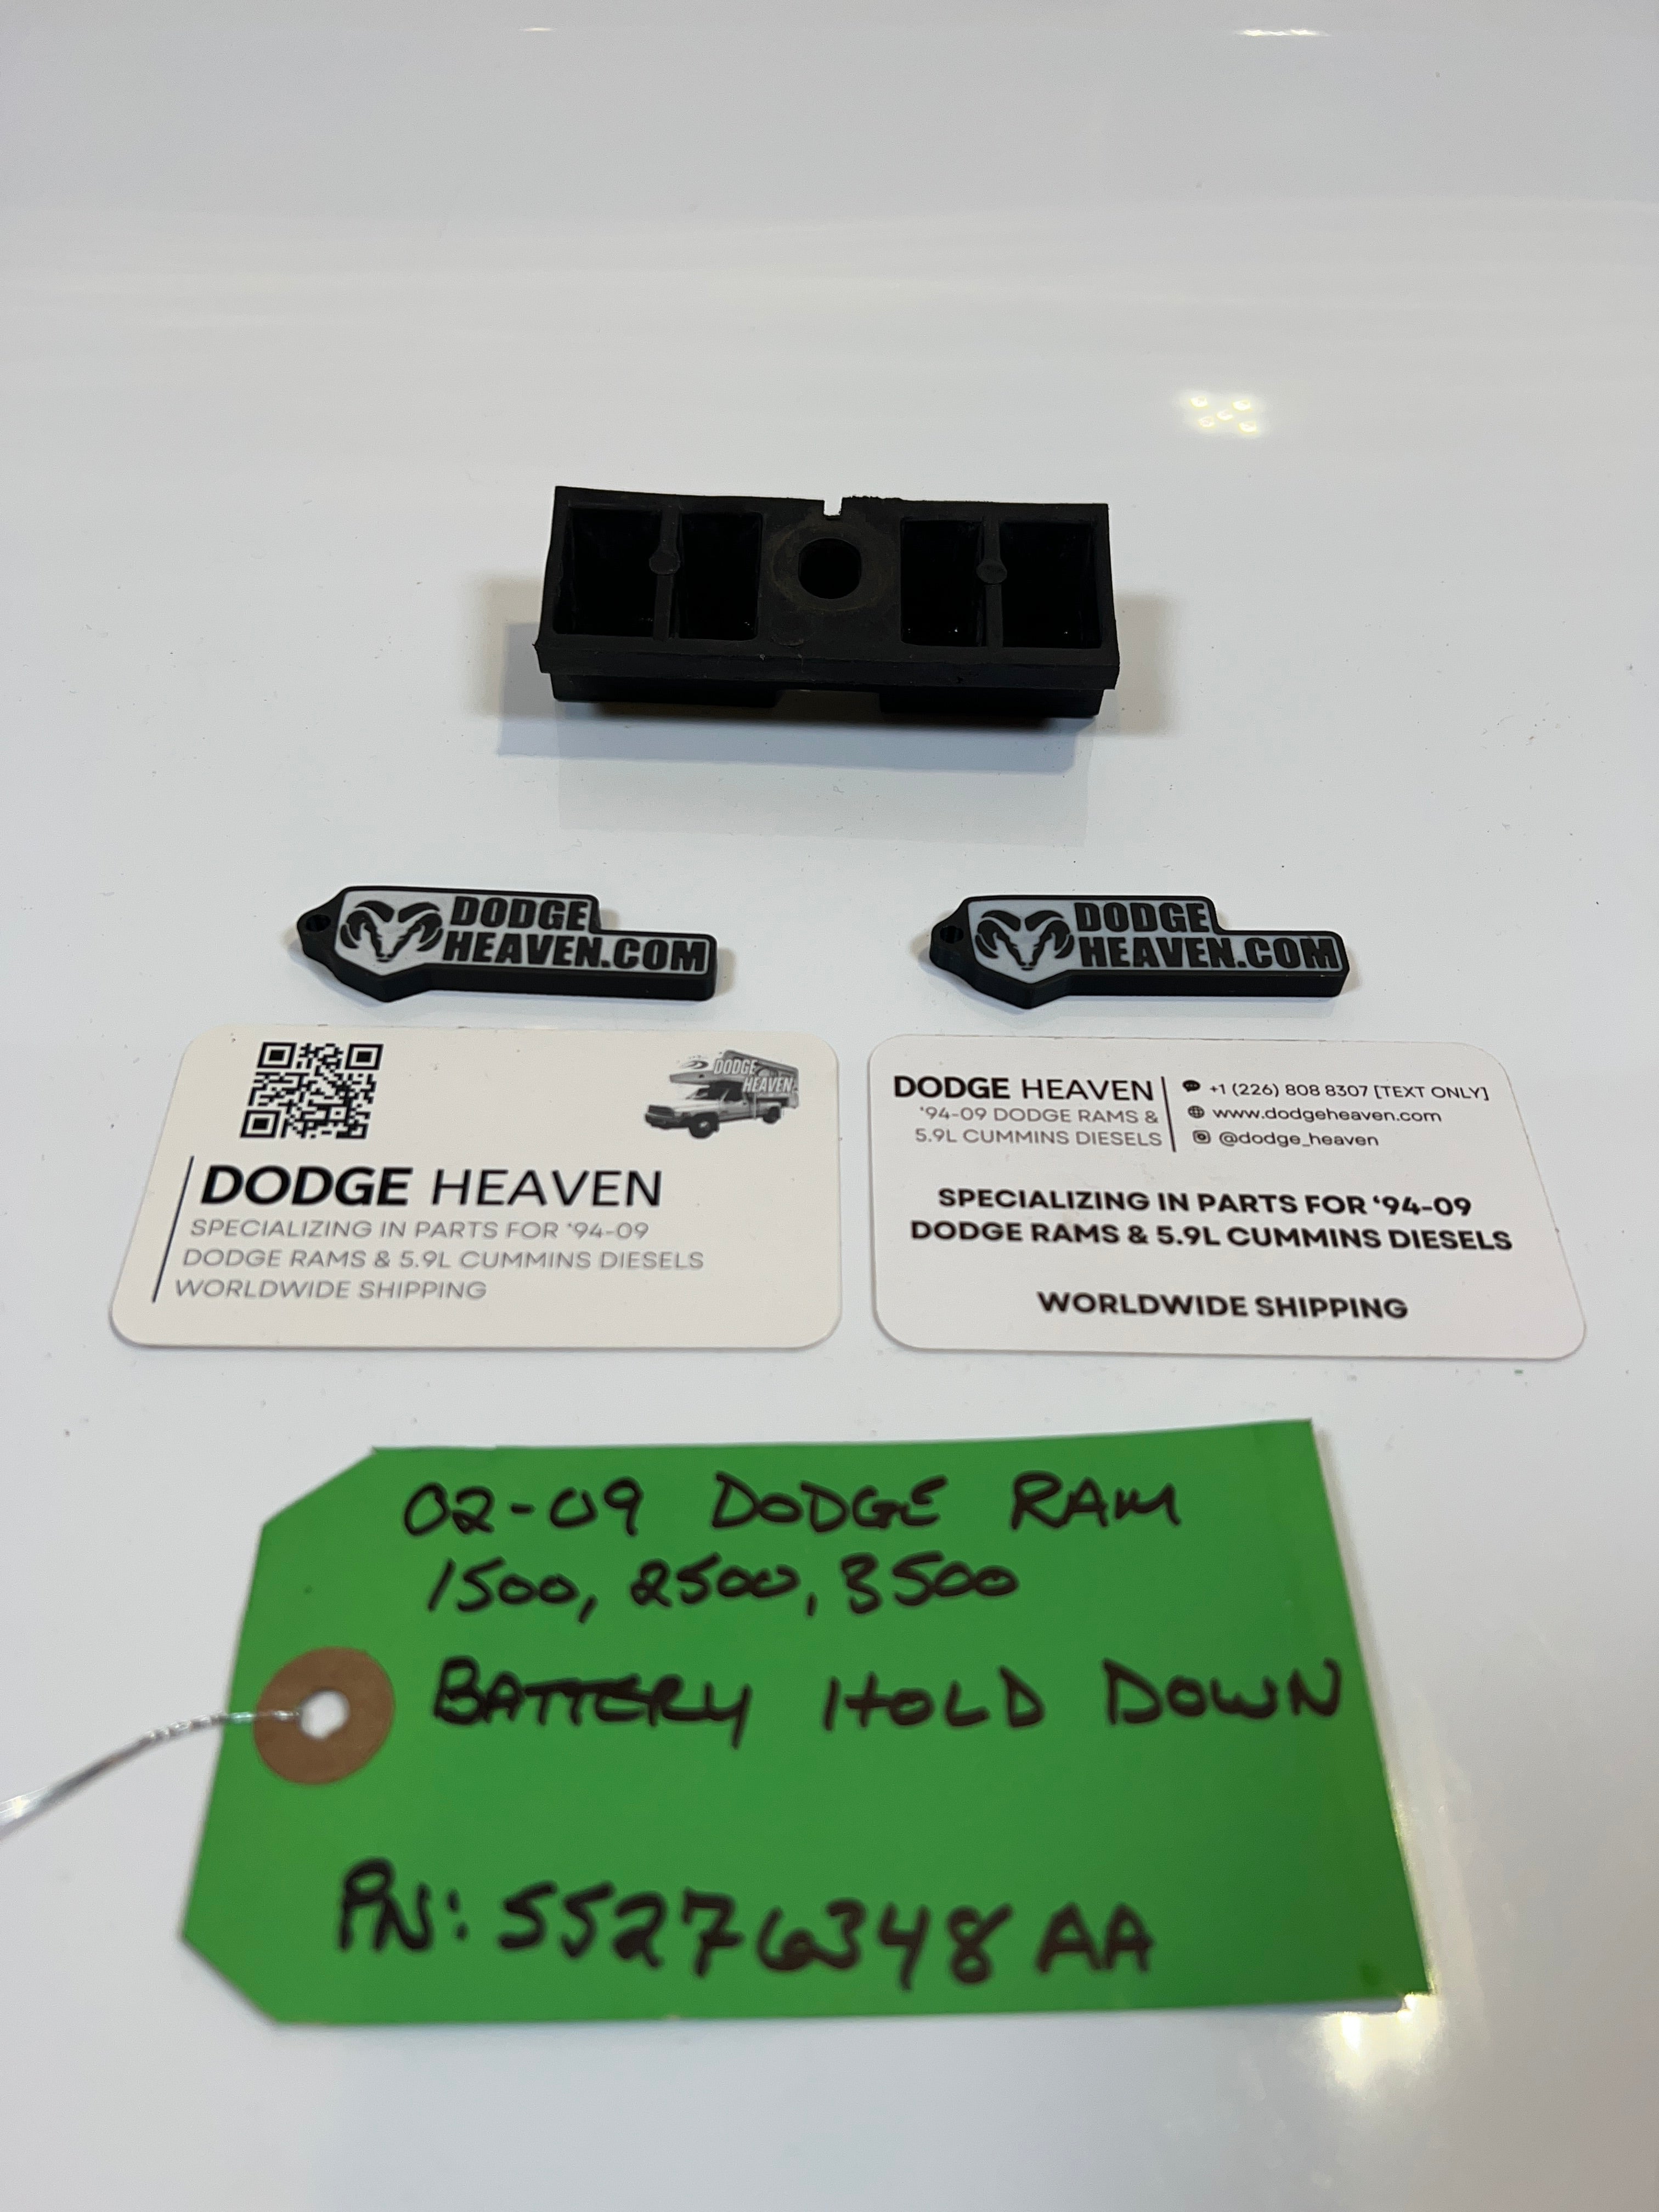 DODGE
HEAVEN.COM
DODGE
HEAVEN.COM
DODGE
HEAVEN
DODGE HEAVEN
SPECIALIZING IN PARTS FOR '94-09
DODGE RAMS & 5.9L CUMMINS DIESELS
WORLDWIDE SHIPPING
DODGE HEAVEN
'94-09 DODGE RAMS &
5.9L CUMMINS DIESELS
+1 (226) 808 8307 [TEXT ONLY]
www.dodgeheaven.com
@dodge_heaven
SPECIALIZING IN PARTS FOR ‘94-09
DODGE RAMS & 5.9L CUMMINS DIESELS
WORLDWIDE SHIPPING
02-09 DODGE RAM
1500, 2500, 3500
BATTERY HOLD DOWN
PN: 55276348AA